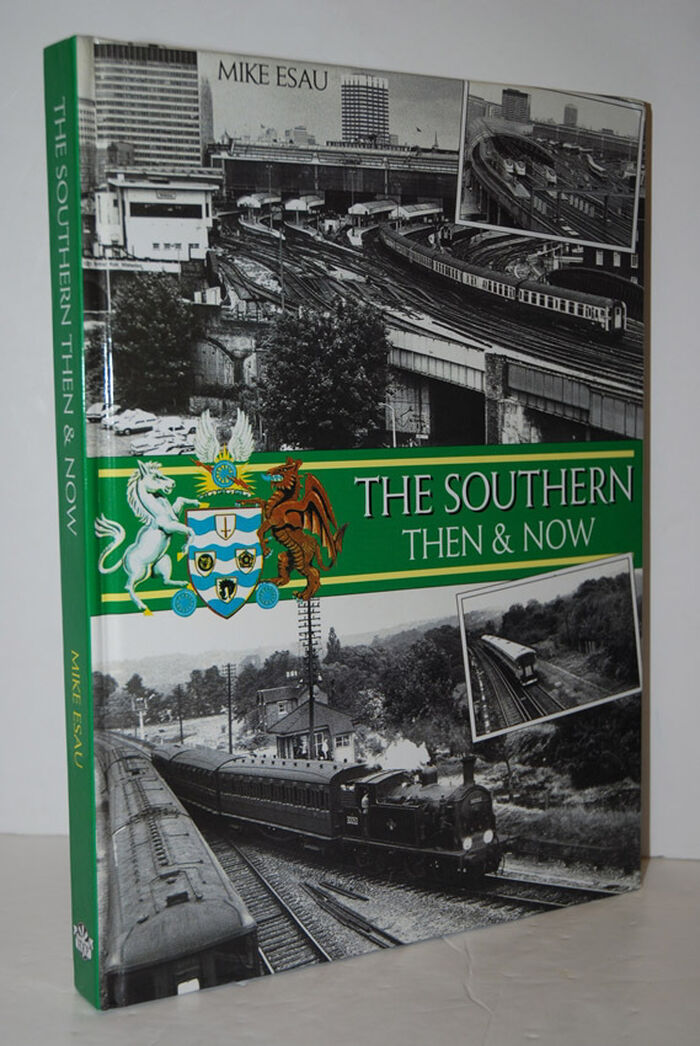 THE SOUTHERN THEN & NOW
MIKE ESAU
MIKE ESAU
THE SOUTHERN
THEN & NOW